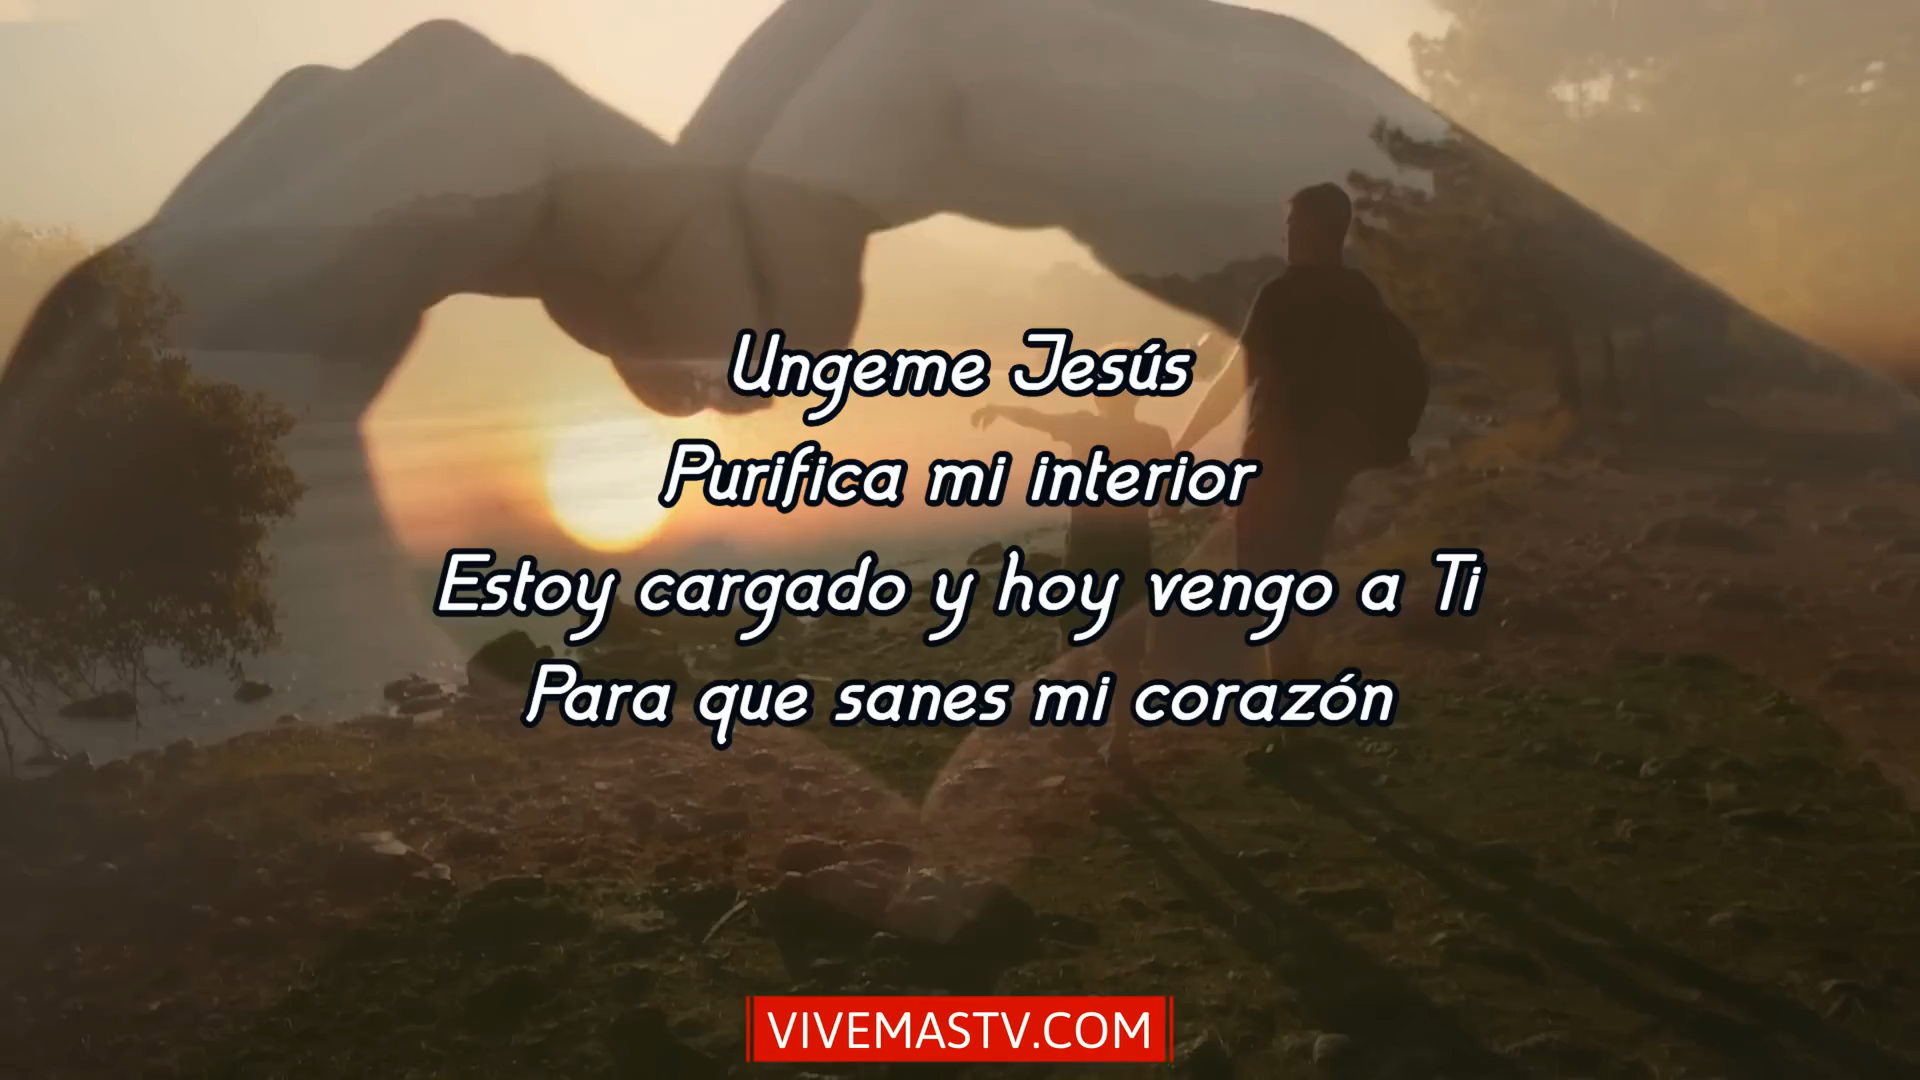 Ungeme Jesús
Purifica mi interior
Estoy cargado y hoy vengo a Ti
Para que sanes mi corazón
VIVEMASTV.COM